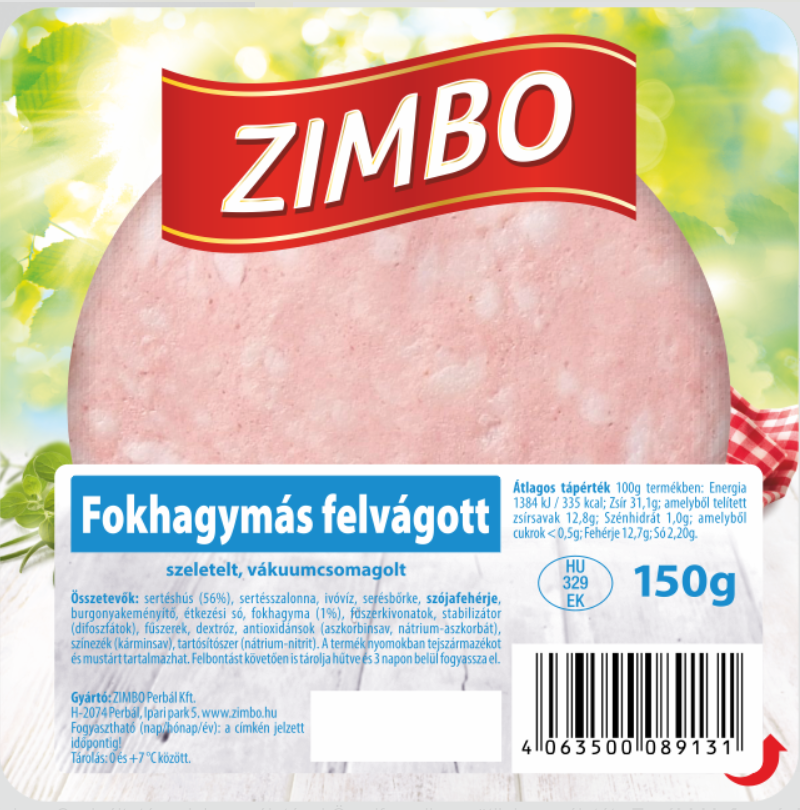 ZIMBO
Fokhagymás felvágott
szeletelt, vákuumcsomagolt
Összetevők: sertéshús (56%), sertésszalonna, ivóvíz, serésbőrke, szójafehérje,
burgonyakeményítő, étkezési só, fokhagyma (1%), fűszerkivonatok, stabilizátor
(difoszfátok), fűszerek, dextróz, antioxidánsok (aszkorbinsav, nátrium-aszkorbát),
színezék (kárminsav), tartósítószer (nátrium-nitrit). A termék nyomokban tejszármazékot
és mustárt tartalmazhat. Felbontást követően is tárolja hűtve és 3 napon belül fogyassza el.
Gyártó: ZIMBO Perbál Kft.
H-2074 Perbál, Ipari park 5. www.zimbo.hu
Fogyasztható (nap/hónap/év): a címkén jelzett
időpontig!
Tárolás: 0 és +7 °C között.
Átlagos tápérték 100g termékben: Energia
1384 kJ / 335 kcal; Zsír 31,1g; amelyből telített
zsírsavak 12,8g; Szénhidrát 1,0g; amelyből
cukrok <0,5g; Fehérje 12,7g; Só 2,20g.
HU
329
EK
150g
4 063500 089131